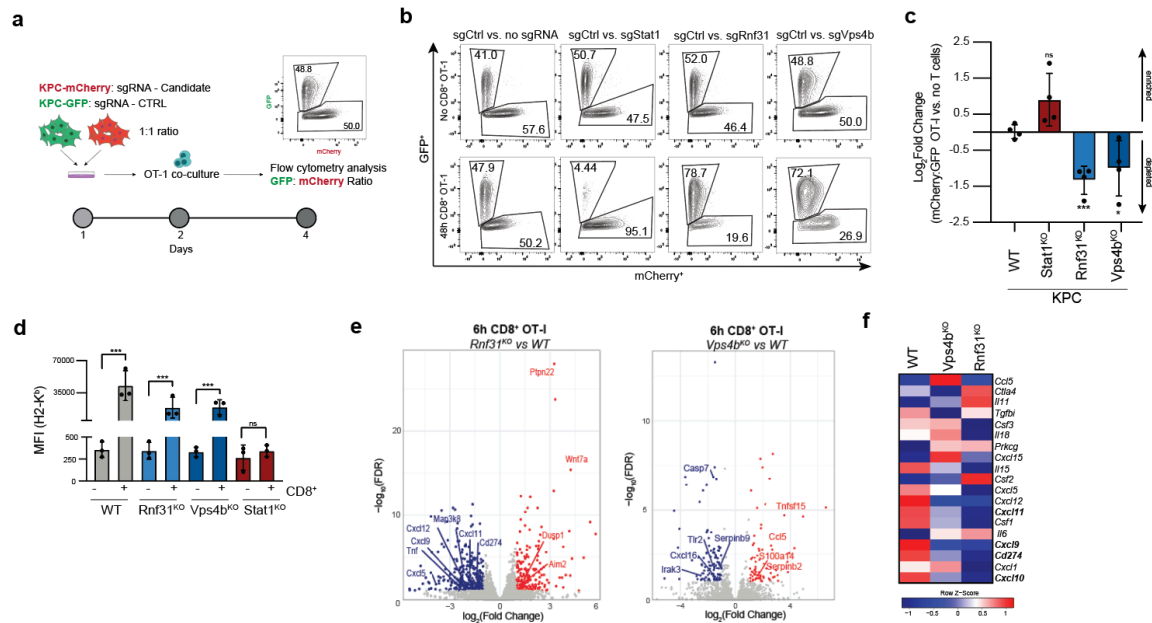 a
KPC-mCherry: sgRNA - Candidate
KPC-GFP: sgRNA - CTRL
1:1 ratio
OT-1 co-culture
48.8
50.0
GFP
mCherry
Flow cytometry analysis
GFP: mCherry Ratio
1
2
4
Days
b
sgCtrl vs. no sgRNA
sgCtrl vs. sgStat1
sgCtrl vs. sgRnf31
sgCtrl vs. sgVps4b
No CD8+ OT-1
41.0
57.6
50.7
47.5
52.0
46.4
48.8
50.0
GFP+
48h CD8+ OT-1
47.9
50.2
4.44
95.1
78.7
19.6
72.1
26.9
mCherry+
c
Log2Fold Change
(mCherry:GFP OT-I vs. no T cells)
2.5
1.5
0.5
-0.5
-1.5
-2.5
ns
***
*
enriched
depleted
WT
Stat1KO
Rnf31KO
Vps4bKO
KPC
d
MFI (H2-Kb)
70000
35000
500
250
0
***
***
***
ns
- + - + - + - +
CD8+
WT
Rnf31KO
Vps4bKO
Stat1KO
e
6h CD8+ OT-I
Rnf31KO vs WT
−log10(FDR)
20
10
0
Ptpn22
Wnt7a
Map3k8
Cxcl12
Cxcl9
Tnf
Cxcl11
Cd274
Cxcl5
Dusp1
Aim2
−3
0
3
6
log2(Fold Change)
6h CD8+ OT-I
Vps4bKO vs WT
−log10(FDR)
10
5
0
Casp7
Tnfsf15
Tlr2
Serpinb9
Ccl5
Cxcl16
S100a14
Irak3
Serpinb2
−4
0
4
log2(Fold Change)
f
WT
Vps4bKO
Rnf31KO
Ccl5
Ctla4
Il11
Tgfbi
Csf3
Il18
Prkcg
Cxcl15
Il15
Csf2
Cxcl5
Cxcl12
Cxcl11
Csf1
Il6
Cxcl9
Cd274
Cxcl1
Cxcl10
Row Z-Score
−1 −0.5 0 0.5 1